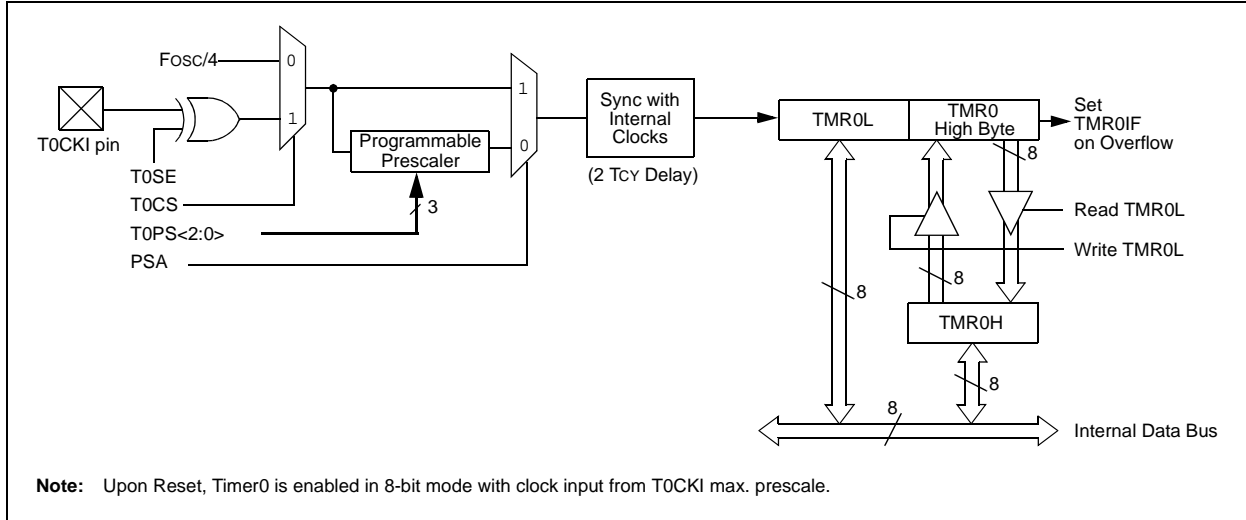 FOSC/4
0
1
T0CKI pin
T0SE
T0CS
T0PS<2:0>
PSA
Programmable
Prescaler
3
1
0
Sync with
Internal
Clocks
(2 TCY Delay)
TMR0L
TMR0
High Byte
Set
TMR0IF
on Overflow
8
Read TMR0L
Write TMR0L
8
8
TMR0H
8
8
Internal Data Bus
Note: Upon Reset, Timer0 is enabled in 8-bit mode with clock input from T0CKI max. prescale.